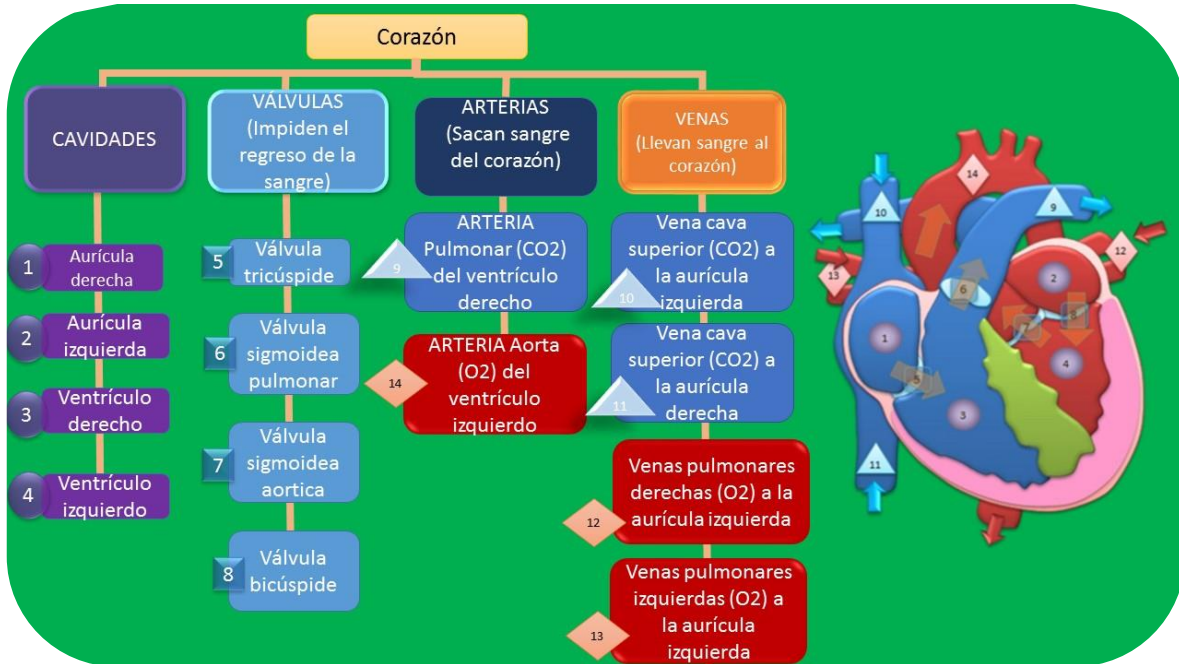 Corazón
CAVIDADES
1
Aurícula
derecha
2
Aurícula
izquierda
3
Ventrículo
derecho
4
Ventrículo
izquierdo
VÁLVULAS
(Impiden el
regreso de la
sangre)
5
Válvula
tricúspide
6
Válvula
sigmoidea
pulmonar
7
Válvula
sigmoidea
aortica
8
Válvula
bicúspide
ARTERIAS
(Sacan sangre
del corazón)
9
ARTERIA
Pulmonar (CO2)
del ventrículo
derecho
14
ARTERIA Aorta
(O2) del
ventrículo
izquierdo
VENAS
(Llevan sangre al
corazón)
10
Vena cava
superior (CO2) a
la aurícula
izquierda
11
Vena cava
superior (CO2) a
la aurícula
derecha
12
Venas pulmonares
derechas (O2) a la
aurícula izquierda
13
Venas pulmonares
izquierdas (O2) a
la aurícula
izquierda
14
10
9
12
13
2
6
7
8
1
4
5
3
11